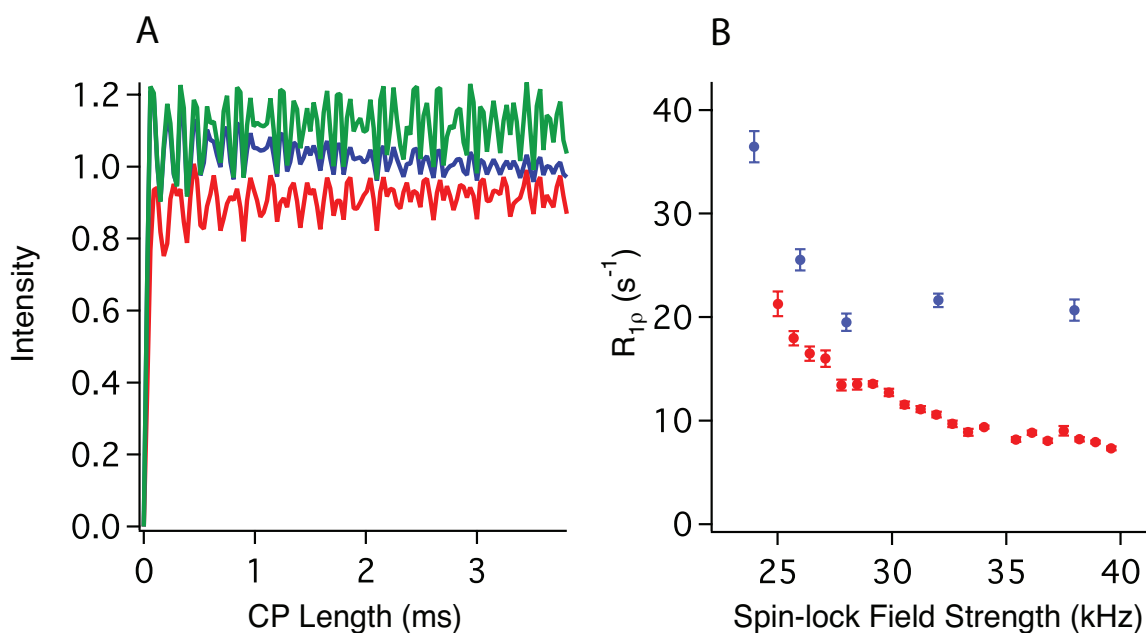 A
Intensity
1.2
1.0
0.8
0.6
0.4
0.2
0.0
0 1 2 3
CP Length (ms)
B
R1ρ (s-1)
40
30
20
10
0
25 30 35 40
Spin-lock Field Strength (kHz)